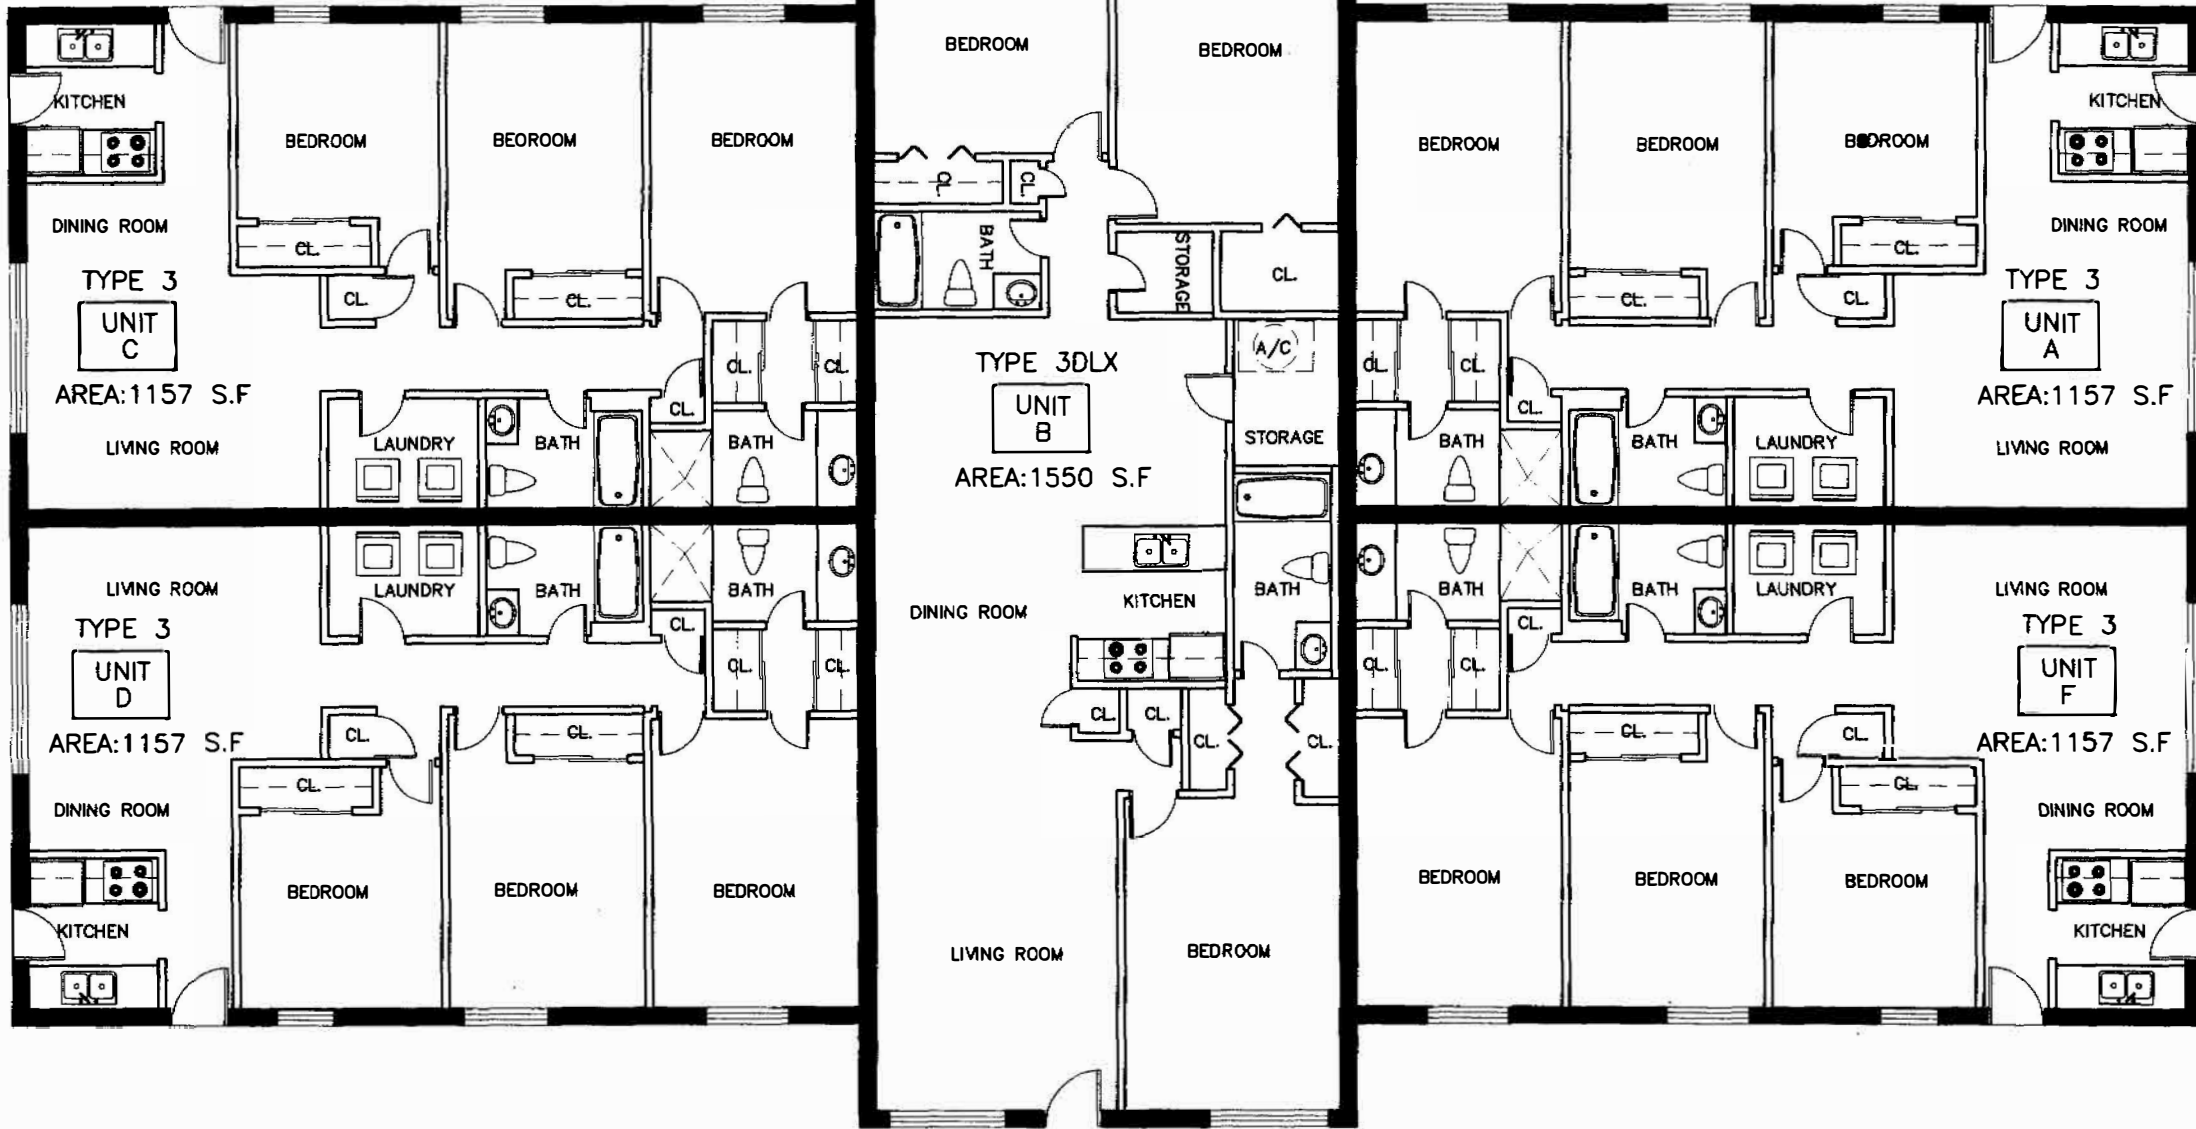 KITCHEN
BEDROOM
BEOROOM
BEDROOM
DINING ROOM
CL.
TYPE 3
CL.
CL.
UNIT
C
CL.
CL.
AREA:1157 S.F
CL.
LIVING ROOM
LAUNDRY
BATH
BATH
LIVING ROOM
LAUNDRY
BATH
BATH
CL.
TYPE 3
UNIT
D
CL.
CL.
AREA:1157 S.F
CL.
CL.
CL.
DINING ROOM
BEDROOM
BEDROOM
BEDROOM
KITCHEN
BEDROOM
BEDROOM
CL.
CL.
BATH
STORAGE
CL.
A/C
TYPE 3DLX
UNIT
B
STORAGE
AREA:1550 S.F
BATH
KITCHEN
DINING ROOM
CL.
CL.
CL.
CL.
LIVING ROOM
BEDROOM
KITCHEN
BEDROOM
BEDROOM
BEDROOM
DINING ROOM
CL.
TYPE 3
CL.
CL.
UNIT
A
CL.
CL.
AREA:1157 S.F
CL.
BATH
BATH
LAUNDRY
LIVING ROOM
BATH
BATH
LAUNDRY
LIVING ROOM
CL.
TYPE 3
CL.
CL.
UNIT
F
CL.
CL.
AREA:1157 S.F
CL.
DINING ROOM
BEDROOM
BEDROOM
BEDROOM
KITCHEN